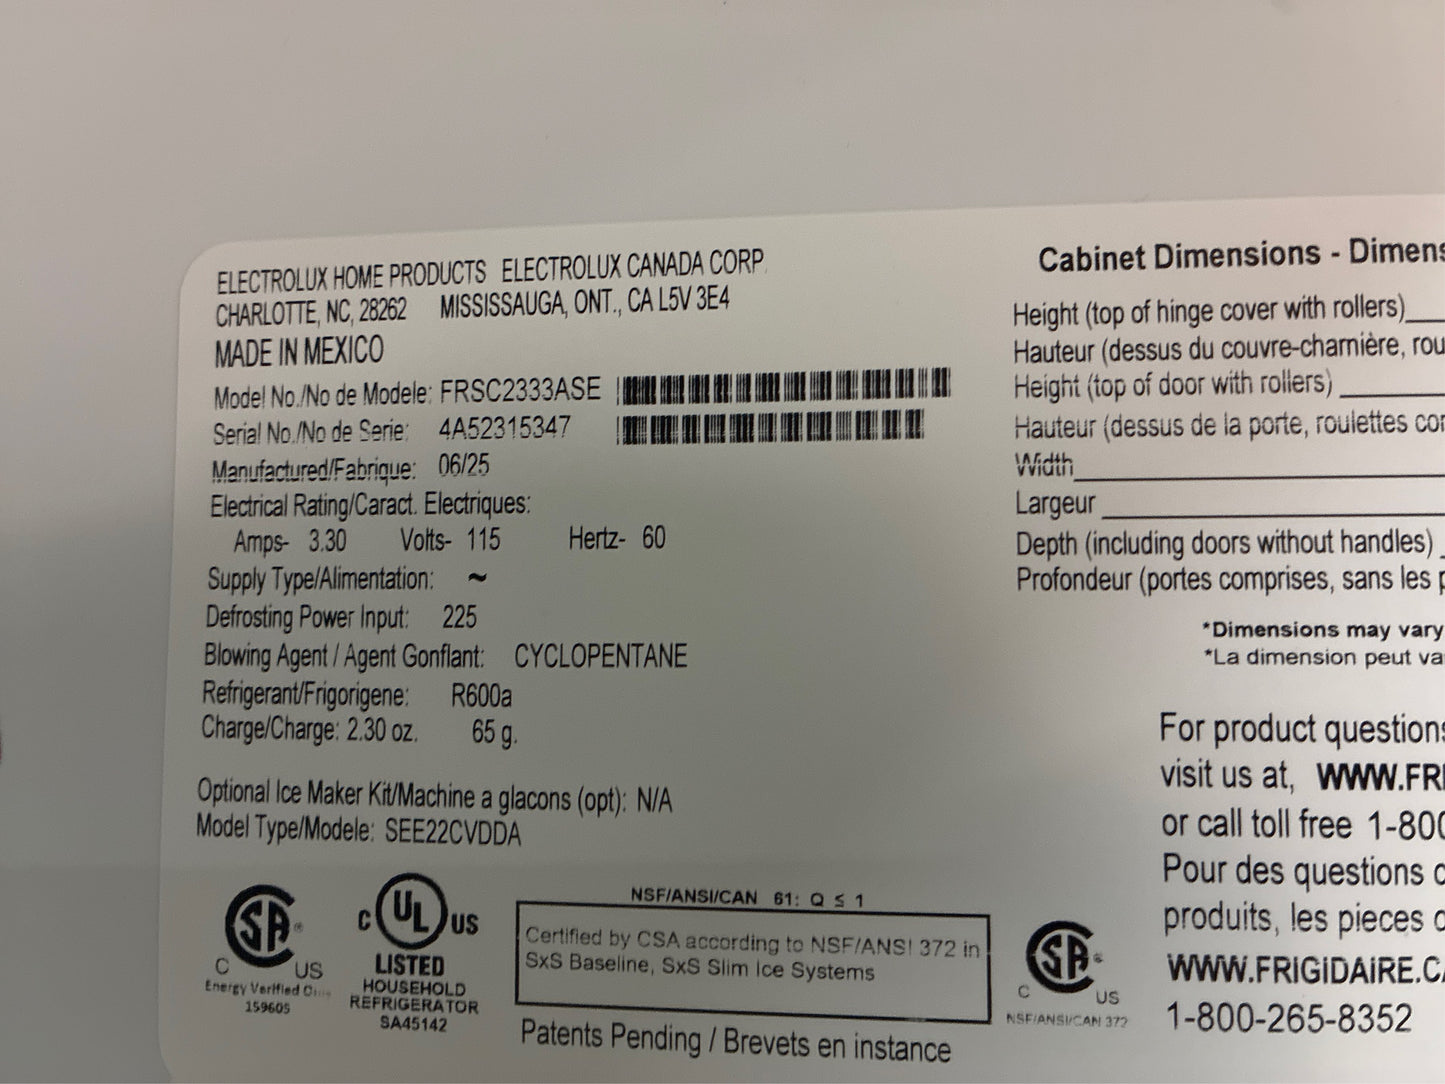 ELECTROLUX HOME PRODUCTS ELECTROLUX CANADA CORP.
CHARLOTTE, NC, 28262 MISSISSAUGA, ONT., CA L5V 3E4
MADE IN MEXICO
Model No./No de Modele: FRSC2333ASE
Serial No./No de Serie: 4A52315347
Manufactured/Fabrique: 06/25
Electrical Rating/Caract. Electriques:
Amps- 3.30 Volts- 115 Hertz- 60
Supply Type/Alimentation: ~
Defrosting Power Input: 225
Blowing Agent / Agent Gonflant: CYCLOPENTANE
Refrigerant/Frigorigene: R600a
Charge/Charge: 2.30 oz. 65 g.
Optional Ice Maker Kit/Machine a glacons (opt): N/A
Model Type/Modele: SEE22CVDDA
SA ®
C US
Energy Verified
159605
C UL US
LISTED
HOUSEHOLD
REFRIGERATOR
SA45142
NSF/ANSI/CAN 61: Q ≤ 1
Certified by CSA according to NSF/ANSI 372 in
SxS Baseline, SxS Slim Ice Systems
Patents Pending / Brevets en instance
SA ®
C US
NSF/ANSI/CAN 372
Cabinet Dimensions - Dimens
Height (top of hinge cover with rollers)
Hauteur (dessus du couvre-charnière, rou
Height (top of door with rollers)
Hauteur (dessus de la porte, roulettes
Width
Largeur
Depth (including doors without handles)
Profondeur (portes comprises, sans les
*Dimensions may vary
*La dimension peut va
For product questions
visit us at, WWW.FRI
or call toll free 1-800
Pour des questions
produits, les pieces
WWW.FRIGIDAIRE.CA
1-800-265-8352